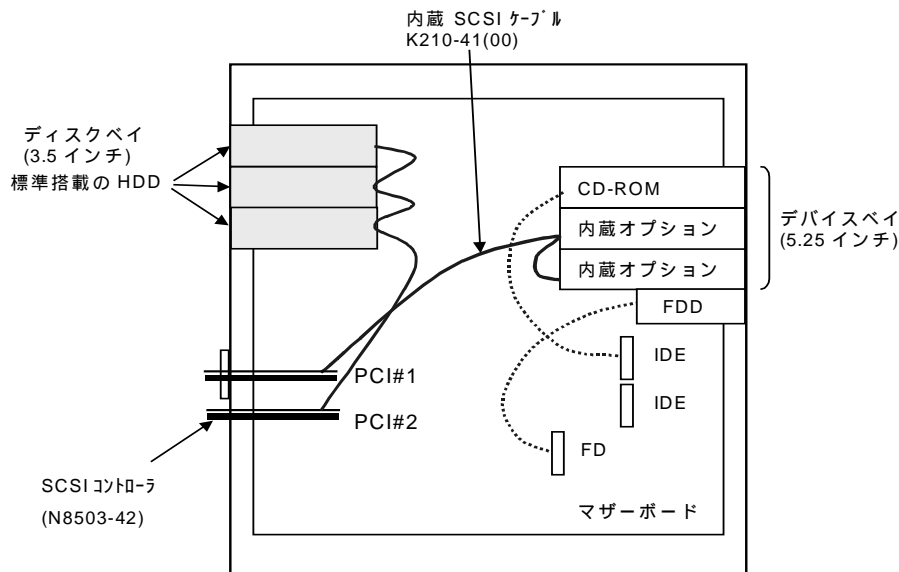 内蔵 SCSI ｹｰﾌﾞﾙ
K210-41(00)
ディスクベイ
(3.5 インチ)
標準搭載の HDD
CD-ROM
内蔵オプション
内蔵オプション
デバイスベイ
(5.25 インチ)
FDD
IDE
IDE
FD
PCI#1
PCI#2
SCSI ｺﾝﾄﾛｰﾗ
(N8503-42)
マザーボード